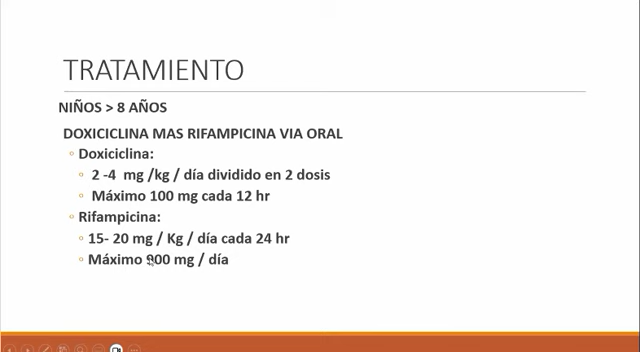 TRATAMIENTO
NIÑOS > 8 AÑOS
DOXICICLINA MAS RIFAMPICINA VIA ORAL
◦ Doxiciclina:
◦ 2 -4 mg /kg / día dividido en 2 dosis
◦ Máximo 100 mg cada 12 hr
◦ Rifampicina:
◦ 15- 20 mg / Kg / día cada 24 hr
◦ Máximo 900 mg / día